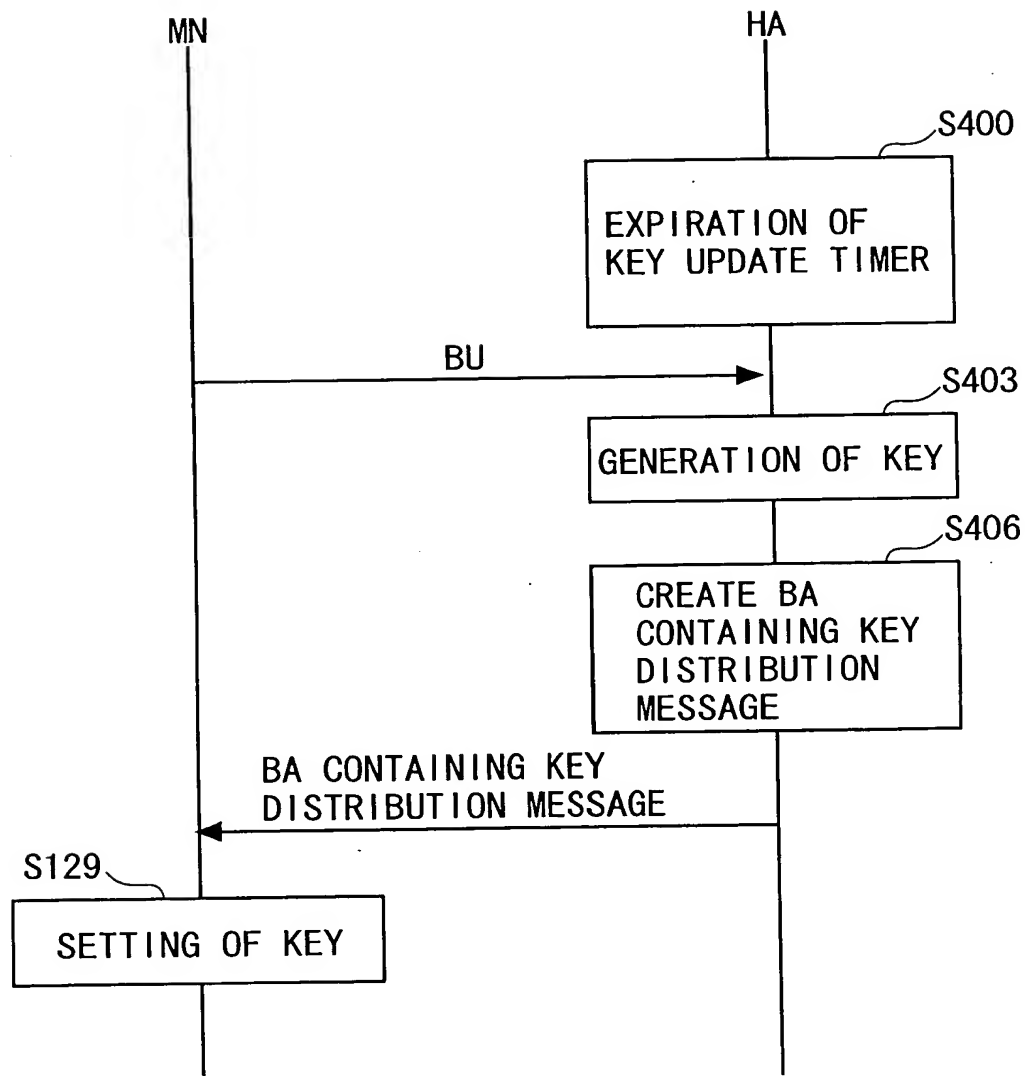 MN
HA
S400
EXPIRATION OF
KEY UPDATE TIMER
BU
S403
GENERATION OF KEY
S406
CREATE BA
CONTAINING KEY
DISTRIBUTION
MESSAGE
BA CONTAINING KEY
DISTRIBUTION MESSAGE
S129
SETTING OF KEY